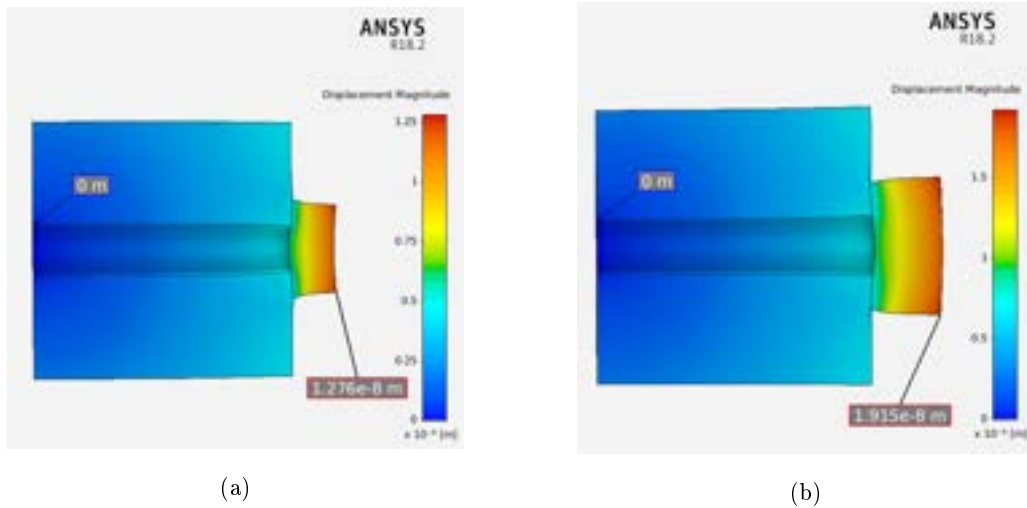 ANSYS
R18.2
Displacement Magnitude
1.25
0 m
1
0.75
0.5
0.25
1.276e-8 m
0
(a)
ANSYS
R18.2
Displacement Magnitude
0 m
1.5
1
0.5
1.915e-8 m
0
(b)